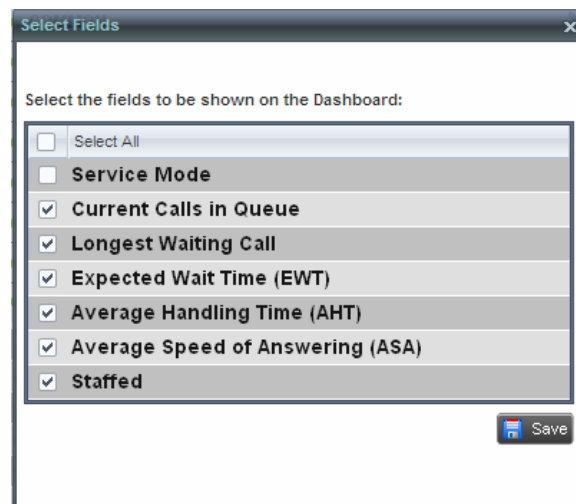 Select Fields
Select the fields to be shown on the Dashboard:
Select All
Service Mode
Current Calls in Queue
Longest Waiting Call
Expected Wait Time (EWT)
Average Handling Time (AHT)
Average Speed of Answering (ASA)
Staffed
Save